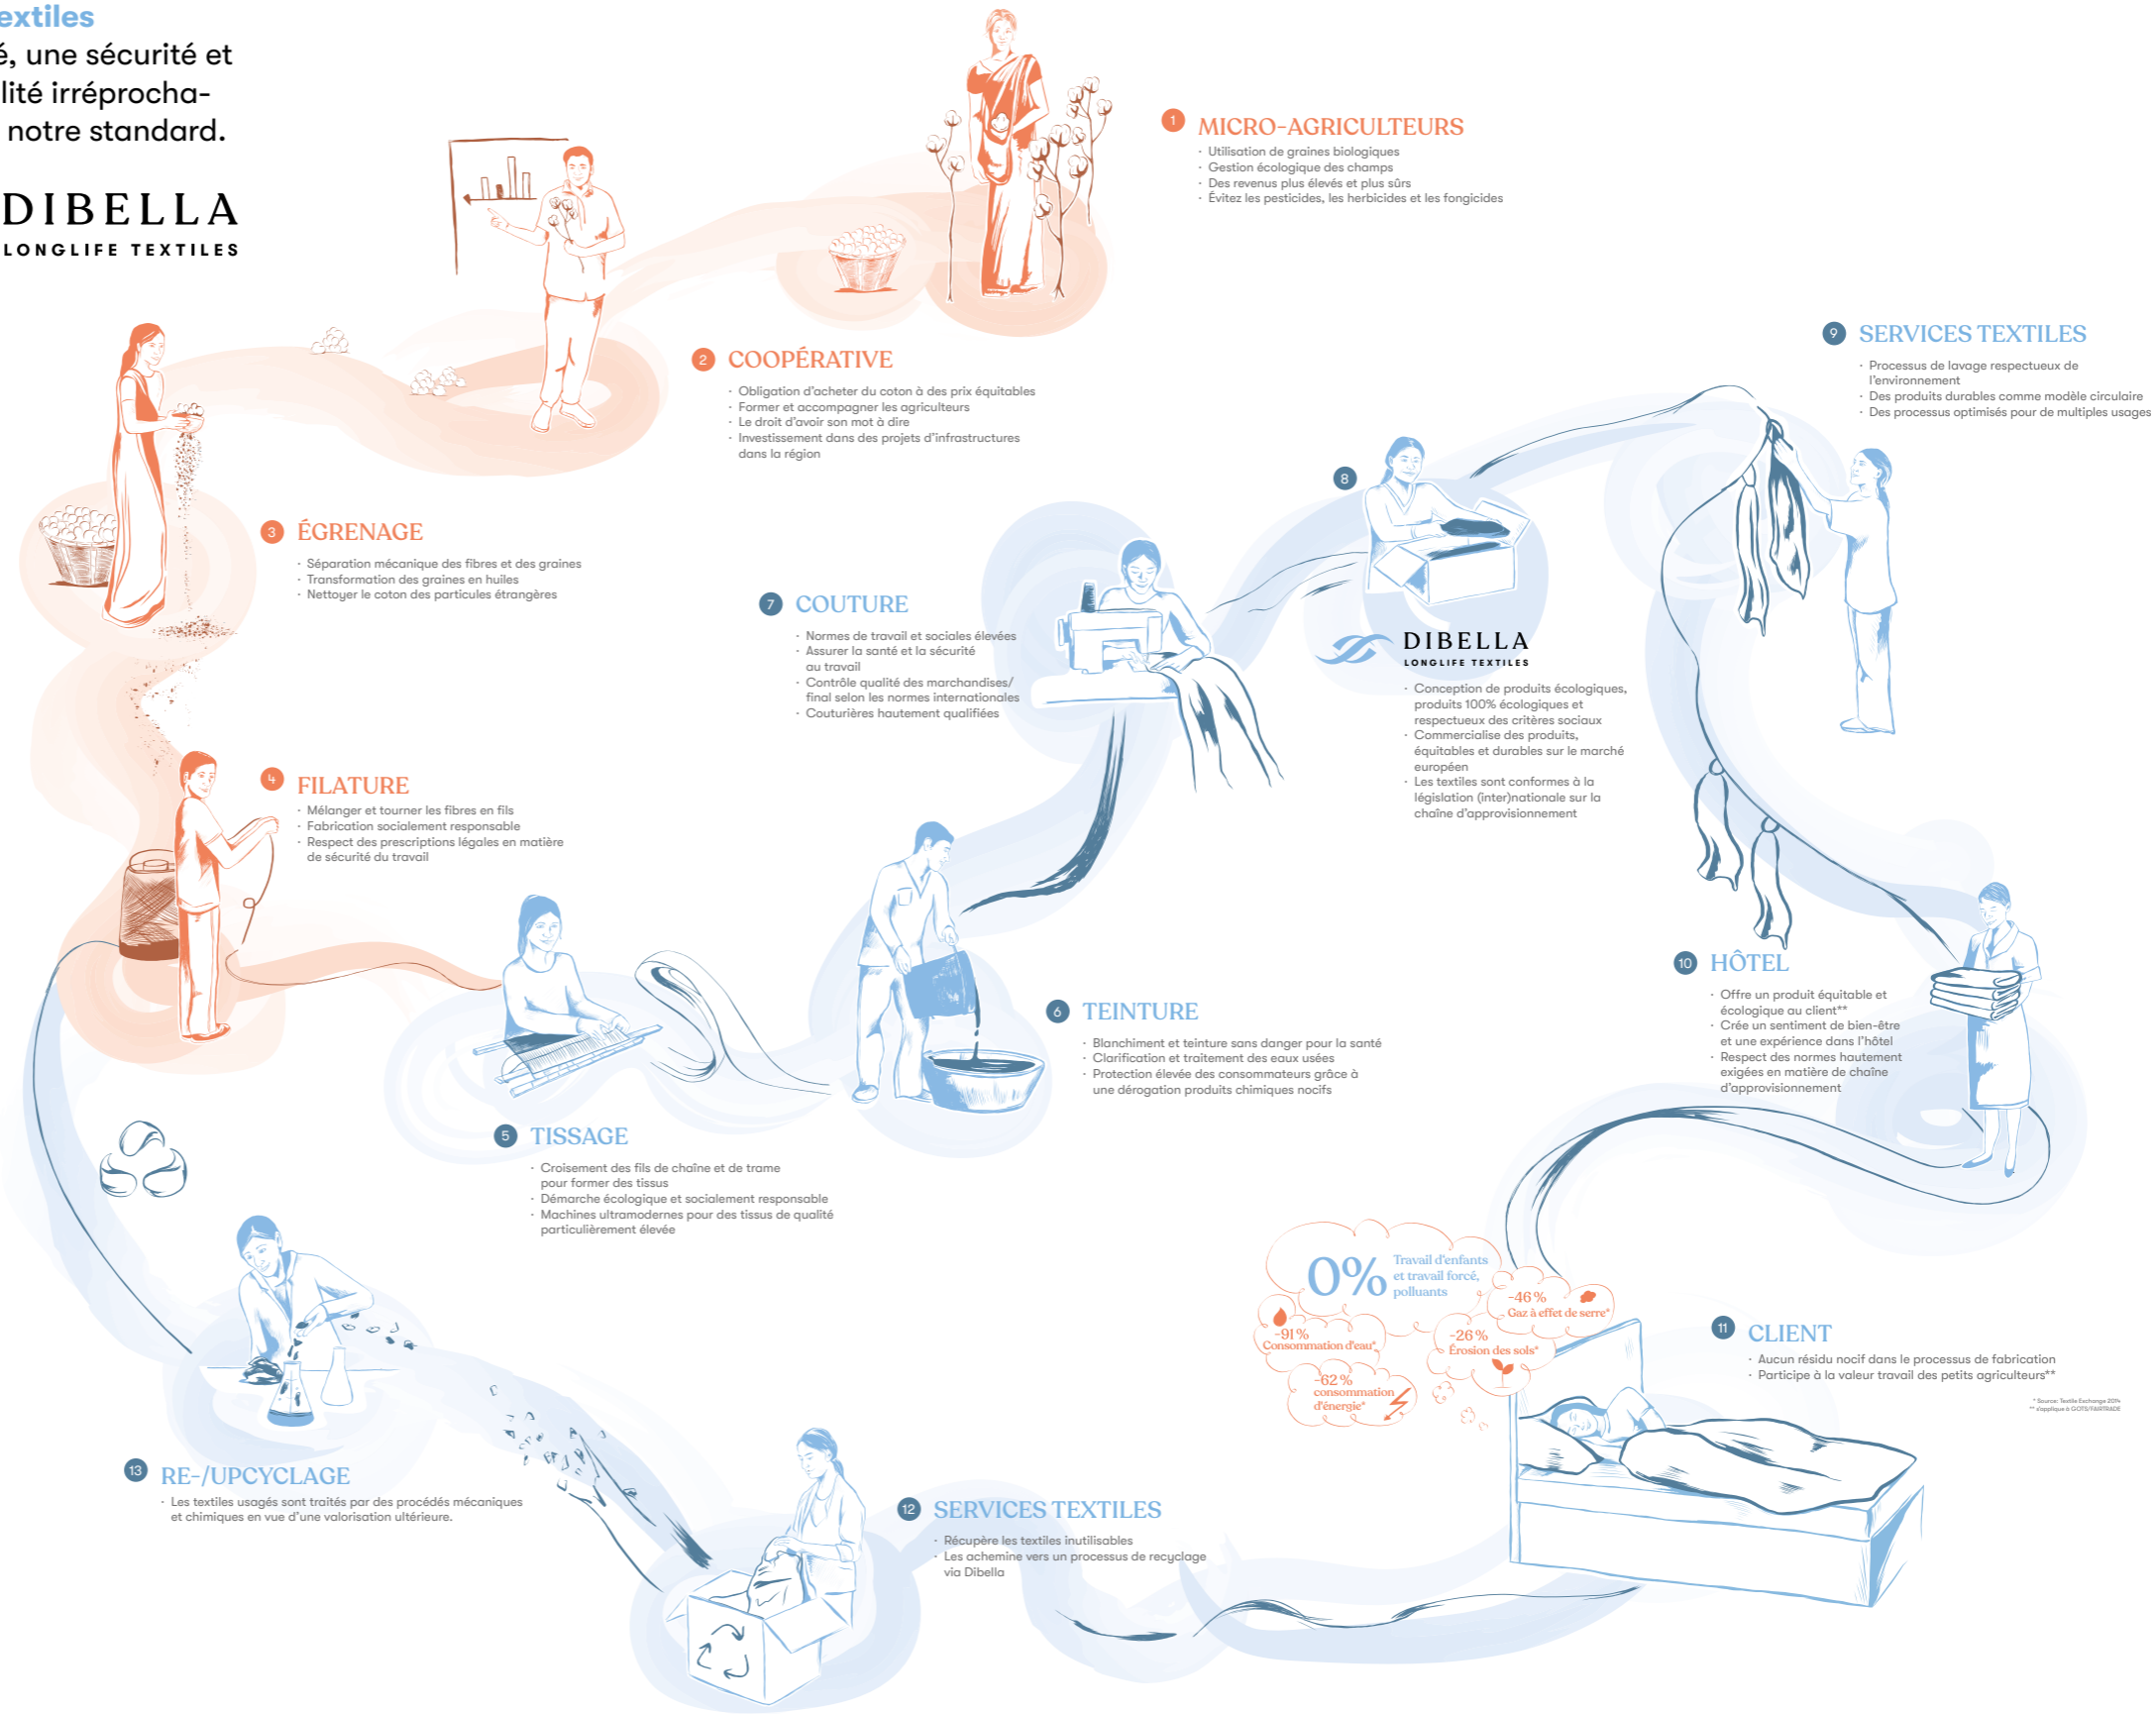 extiles
é, une sécurité et
lité irréprocha-
notre standard.
DIBELLA
LONGLIFE TEXTILES
1 MICRO-AGRICULTEURS
· Utilisation de graines biologiques
· Gestion écologique des champs
· Des revenus plus élevés et plus sûrs
· Évitez les pesticides, les herbicides et les fongicides
2 COOPÉRATIVE
· Obligation d'acheter du coton à des prix équitables
· Former et accompagner les agriculteurs
· Le droit d'avoir son mot à dire
· Investissement dans des projets d'infrastructures
dans la région
3 ÉGRENAGE
· Séparation mécanique des fibres et des graines
· Transformation des graines en huiles
· Nettoyer le coton des particules étrangères
4 FILATURE
· Mélanger et tourner les fibres en fils
· Fabrication socialement responsable
· Respect des prescriptions légales en matière
de sécurité du travail
5 TISSAGE
· Croisement des fils de chaîne et de trame
pour former des tissus
· Démarche écologique et socialement responsable
· Machines ultramodernes pour des tissus de qualité
particulièrement élevée
6 TEINTURE
· Blanchiment et teinture sans danger pour la santé
· Clarification et traitement des eaux usées
· Protection élevée des consommateurs grâce à
une dérogation produits chimiques nocifs
7 COUTURE
· Normes de travail et sociales élevées
· Assurer la santé et la sécurité
au travail
· Contrôle qualité des marchandises/
final selon les normes internationales
· Couturières hautement qualifiées
8
DIBELLA
LONGLIFE TEXTILES
· Conception de produits écologiques,
produits 100% écologiques et
respectueux des critères sociaux
· Commercialise des produits,
équitables et durables sur le marché
européen
· Les textiles sont conformes à la
législation (inter)nationale sur la
chaîne d'approvisionnement
9 SERVICES TEXTILES
· Processus de lavage respectueux de
l'environnement
· Des produits durables comme modèle circulaire
· Des processus optimisés pour de multiples usages
10 HÔTEL
· Offre un produit équitable et
écologique au client**
· Crée un sentiment de bien-être
et une expérience dans l'hôtel
· Respect des normes hautement
exigées en matière de chaîne
d'approvisionnement
0%
Travail d'enfants
et travail forcé,
polluants
-46%
Gaz à effet de serre*
-91%
Consommation d'eau*
-26%
Érosion des sols*
-62%
consommation
d'énergie*
11 CLIENT
· Aucun résidu nocif dans le processus de fabrication
· Participe à la valeur travail des petits agriculteurs**
* Source: Textile Exchange 2014
** s'applique à GOTS/FAIRTRADE
12 SERVICES TEXTILES
· Récupère les textiles inutilisables
· Les achemine vers un processus de recyclage
via Dibella
13 RE-/UPCYCLAGE
· Les textiles usagés sont traités par des procédés mécaniques
et chimiques en vue d'une valorisation ultérieure.